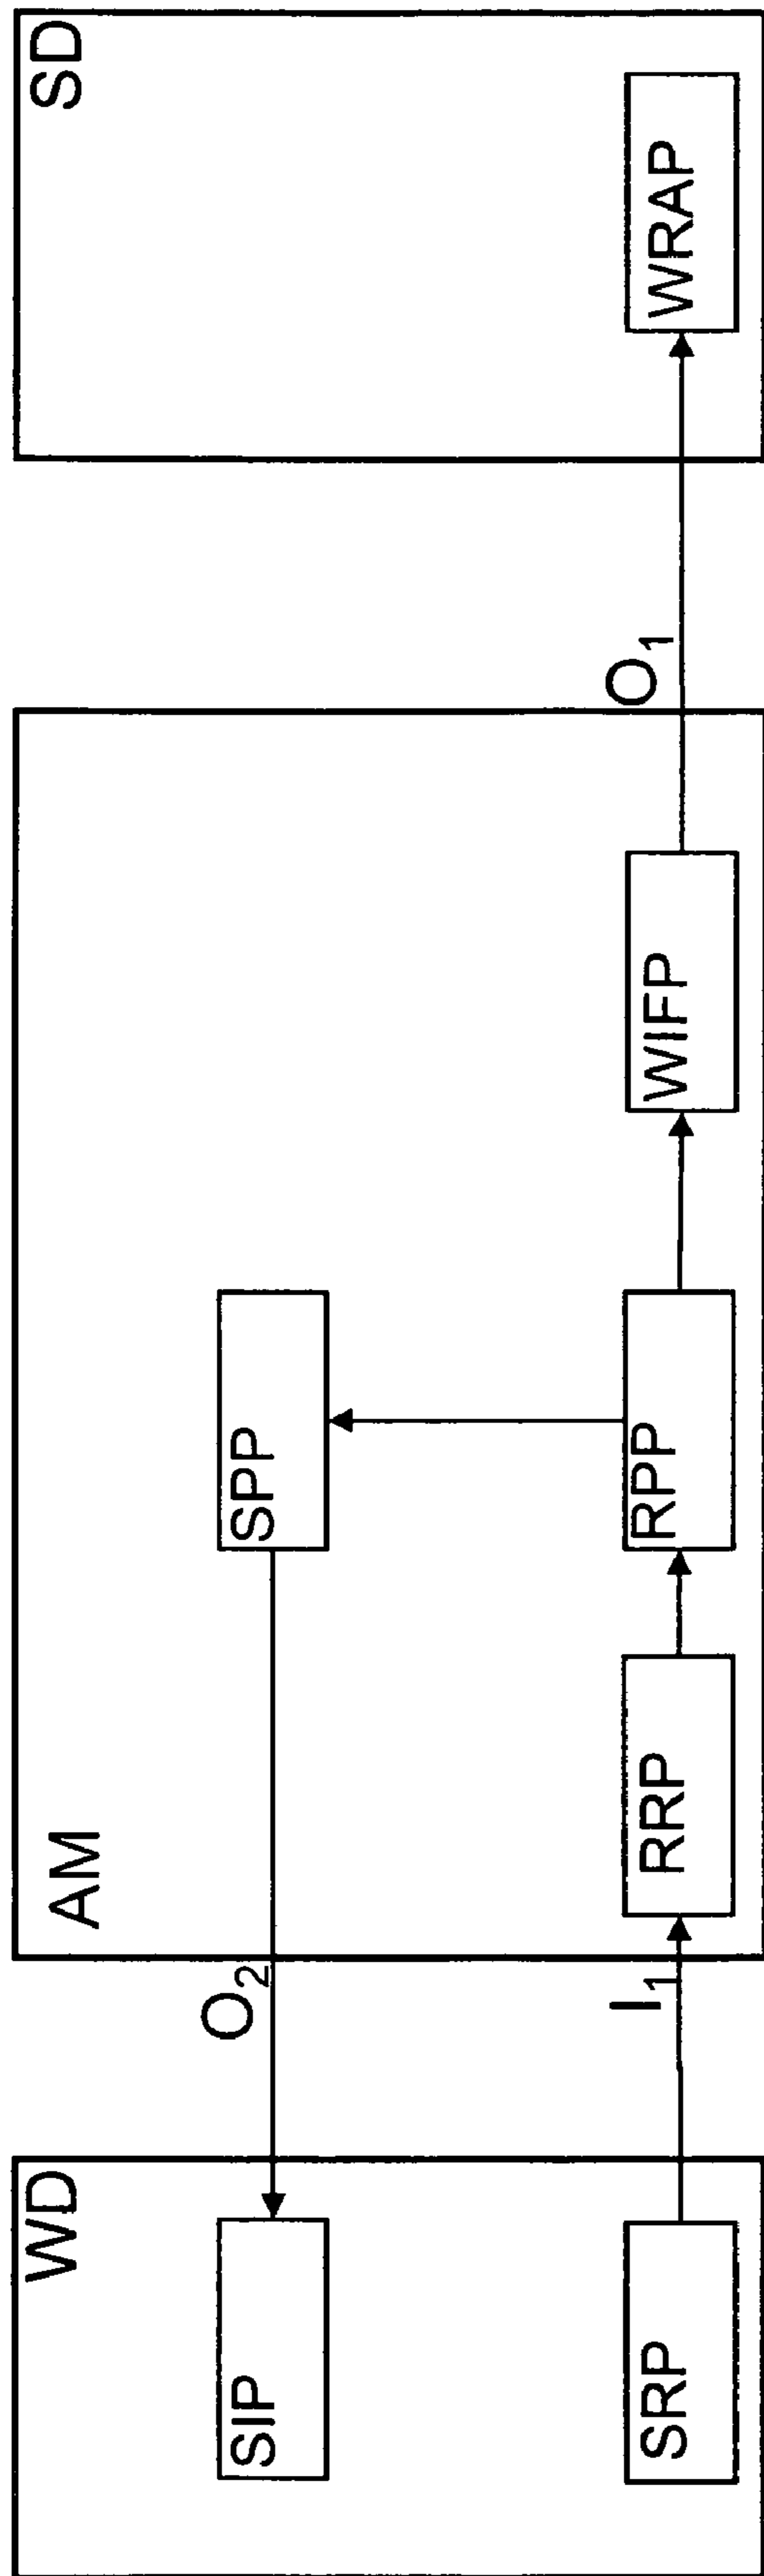 WD
SIP
SRP
O₂
I₁
AM
SPP
RRP
RPP
WIFP
O₁
SD
WRAP